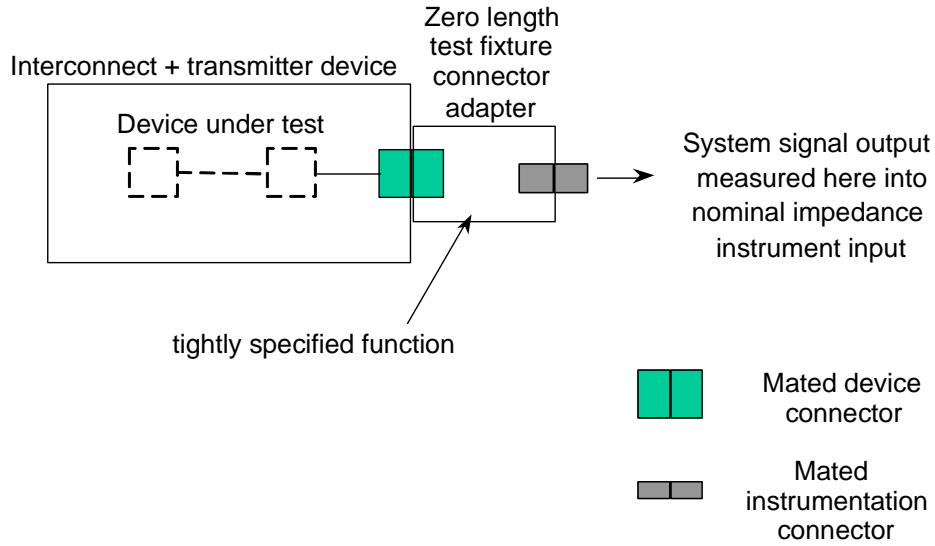 Zero length
test fixture
connector
adapter
Interconnect + transmitter device
Device under test
System signal output
measured here into
nominal impedance
instrument input
tightly specified function
Mated device
connector
Mated
instrumentation
connector